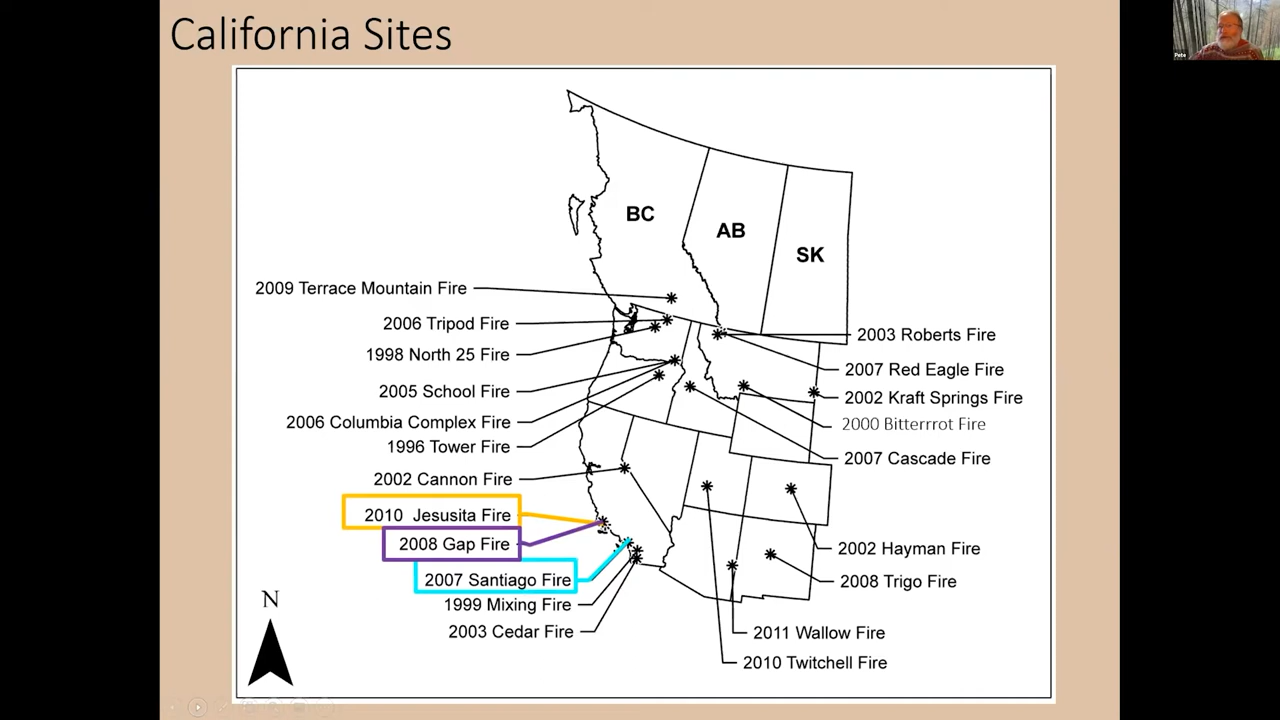 California Sites
Pete
BC
AB
SK
2009 Terrace Mountain Fire
2006 Tripod Fire
1998 North 25 Fire
2005 School Fire
2006 Columbia Complex Fire
1996 Tower Fire
2002 Cannon Fire
2010 Jesusita Fire
2008 Gap Fire
2007 Santiago Fire
1999 Mixing Fire
2003 Cedar Fire
2003 Roberts Fire
2007 Red Eagle Fire
2002 Kraft Springs Fire
2000 Bitterrrot Fire
2007 Cascade Fire
2002 Hayman Fire
2008 Trigo Fire
2011 Wallow Fire
2010 Twitchell Fire
N